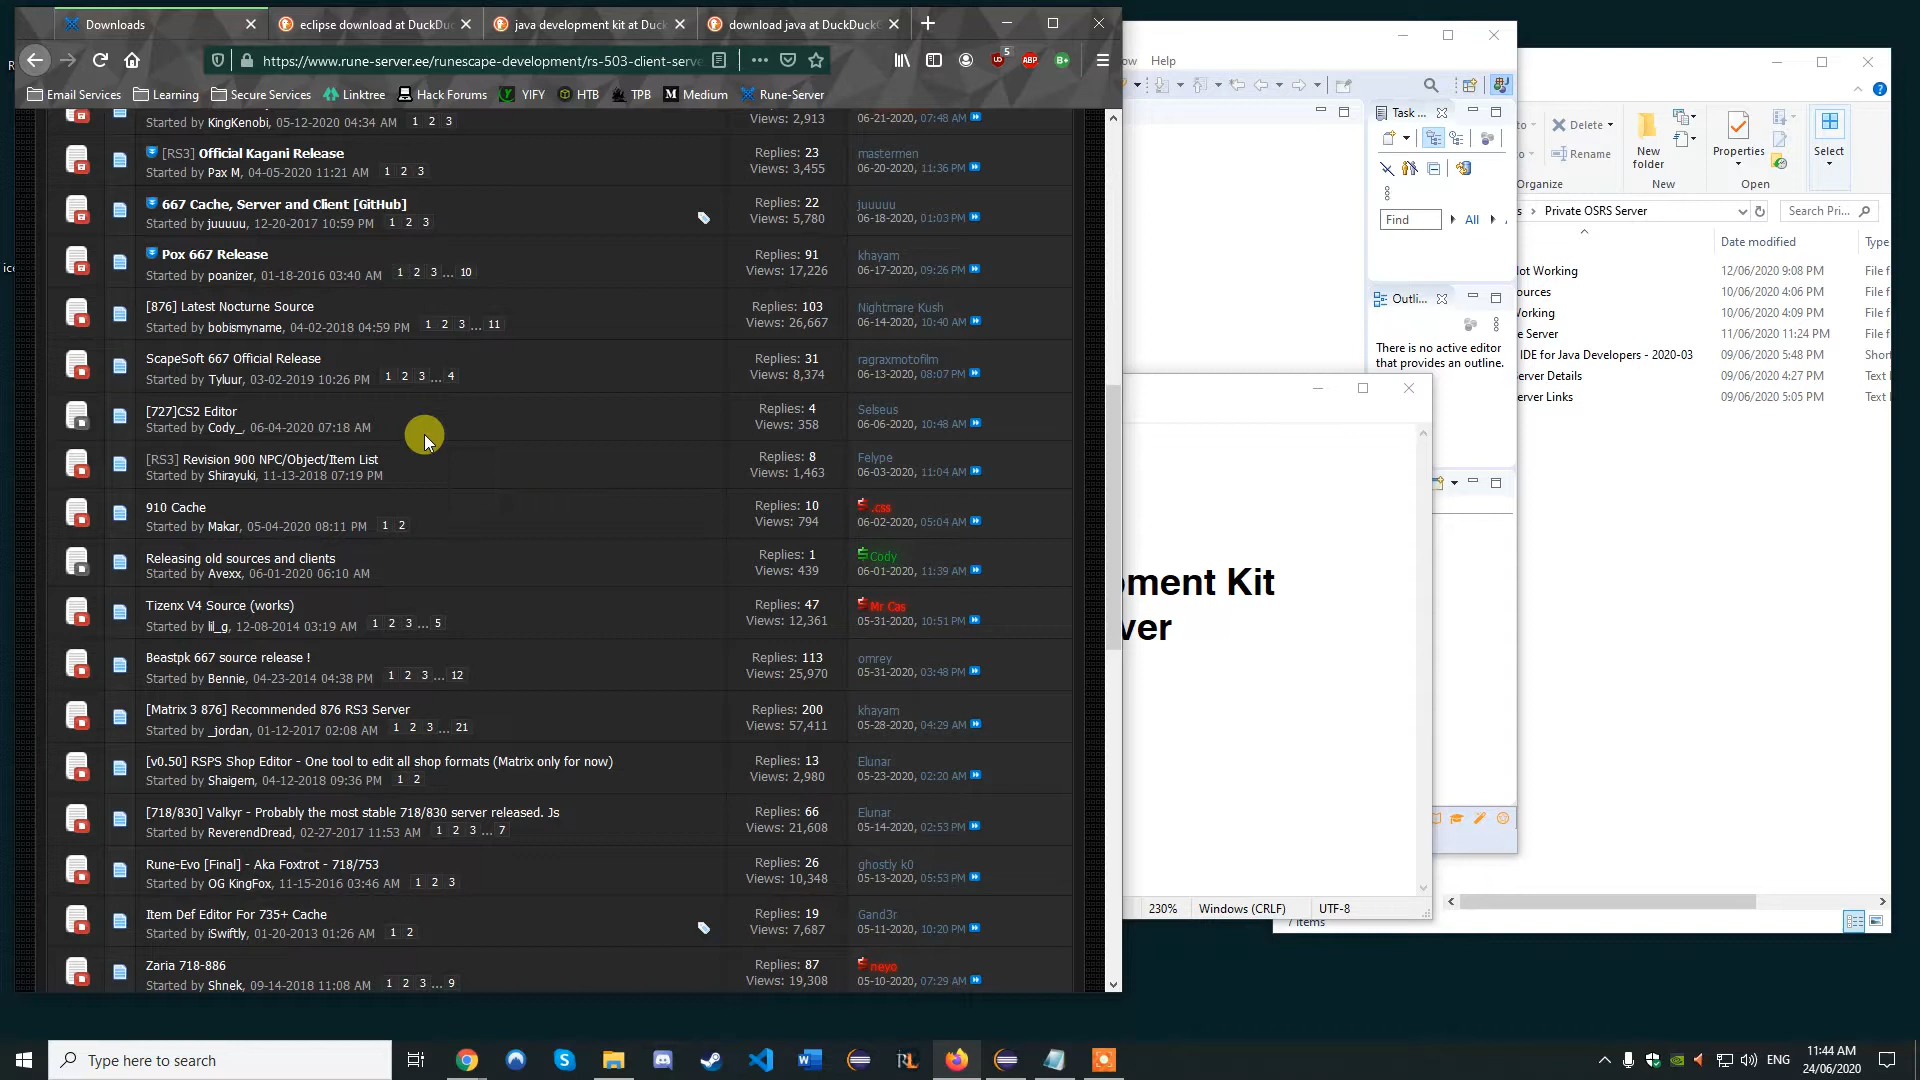 Downloads
eclipse download at DuckDuckG
java development kit at Duck
download java at DuckDuck
https://www.rune-server.ee/runescape-development/rs-503-client-serve
5
ABP
Email Services
Learning
Secure Services
Linktree
Hack Forums
YIFY
HTB
TPB
Medium
Rune-Server
Started by KingKenobi, 05-12-2020 04:34 AM 1 2 3
Views: 2,913
06-21-2020, 07:48 AM
[RS3] Official Kagani Release
Started by Pax M, 04-05-2020 11:21 AM 1 2 3
Replies: 23
Views: 3,455
mastermen
06-20-2020, 11:36 PM
667 Cache, Server and Client [GitHub]
Started by juuuuu, 12-20-2017 10:59 PM 1 2 3
Replies: 22
Views: 5,780
juuuuu
06-18-2020, 01:03 PM
Pox 667 Release
Started by poanizer, 01-18-2016 03:40 AM 1 2 3 ... 10
Replies: 91
Views: 17,226
khayam
06-17-2020, 09:26 PM
[876] Latest Nocturne Source
Started by bobismyname, 04-02-2018 04:59 PM 1 2 3 ... 11
Replies: 103
Views: 26,667
Nightmare Kush
06-14-2020, 10:40 AM
ScapeSoft 667 Official Release
Started by Tyluur, 03-02-2019 10:26 PM 1 2 3 ... 4
Replies: 31
Views: 8,374
ragraxmotofilm
06-13-2020, 08:07 PM
[727]CS2 Editor
Started by Cody_, 06-04-2020 07:18 AM
Replies: 4
Views: 358
Selseus
06-06-2020, 10:48 AM
[RS3] Revision 900 NPC/Object/Item List
Started by Shirayuki, 11-13-2018 07:19 PM
Replies: 8
Views: 1,463
Felype
06-03-2020, 11:04 AM
910 Cache
Started by Makar, 05-04-2020 08:11 PM 1 2
Replies: 10
Views: 794
.css
06-02-2020, 05:04 AM
Releasing old sources and clients
Started by Avexx, 06-01-2020 06:10 AM
Replies: 1
Views: 439
Cody
06-01-2020, 11:39 AM
Tizenx V4 Source (works)
Started by lil_g, 12-08-2014 03:19 AM 1 2 3 ... 5
Replies: 47
Views: 12,361
Mr Cas
05-31-2020, 10:51 PM
Beastpk 667 source release !
Started by Bennie, 04-23-2014 04:38 PM 1 2 3 ... 12
Replies: 113
Views: 25,970
omrey
05-31-2020, 03:48 PM
[Matrix 3 876] Recommended 876 RS3 Server
Started by _jordan, 01-12-2017 02:08 AM 1 2 3 ... 21
Replies: 200
Views: 57,411
khayam
05-28-2020, 04:29 AM
[v0.50] RSPS Shop Editor - One tool to edit all shop formats (Matrix only for now)
Started by Shaigem, 04-12-2018 09:36 PM 1 2
Replies: 13
Views: 2,980
Elunar
05-23-2020, 02:20 AM
[718/830] Valkyr - Probably the most stable 718/830 server released. Js
Started by ReverendDread, 02-27-2017 11:53 AM 1 2 3 ... 7
Replies: 66
Views: 21,608
Elunar
05-14-2020, 02:53 PM
Rune-Evo [Final] - Aka Foxtrot - 718/753
Started by OG KingFox, 11-15-2016 03:46 AM 1 2 3
Replies: 26
Views: 10,348
ghostly k0
05-13-2020, 05:53 PM
Item Def Editor For 735+ Cache
Started by iSwiftly, 01-20-2013 01:26 AM 1 2
Replies: 19
Views: 7,687
Gand3r
05-11-2020, 10:20 PM
Zaria 718-886
Started by Shnek, 09-14-2018 11:08 AM 1 2 3 ... 9
Replies: 87
Views: 19,308
neyo
05-10-2020, 07:29 AM
ow Help
Task ...
Find
All
Outli...
There is no active editor
that provides an outline.
pment Kit
ver
230%
Windows (CRLF)
UTF-8
Delete
Rename
New
folder
Properties
Select
Organize
New
Open
s > Private OSRS Server
Search Pri...
Date modified
Type
ot Working
12/06/2020 9:08 PM
File f
ources
10/06/2020 4:06 PM
File f
Working
10/06/2020 4:09 PM
File f
e Server
11/06/2020 11:24 PM
File f
IDE for Java Developers - 2020-03
09/06/2020 5:48 PM
Short
erver Details
09/06/2020 4:27 PM
Text
erver Links
09/06/2020 5:05 PM
Text
7 items
Type here to search
ENG
11:44 AM
24/06/2020